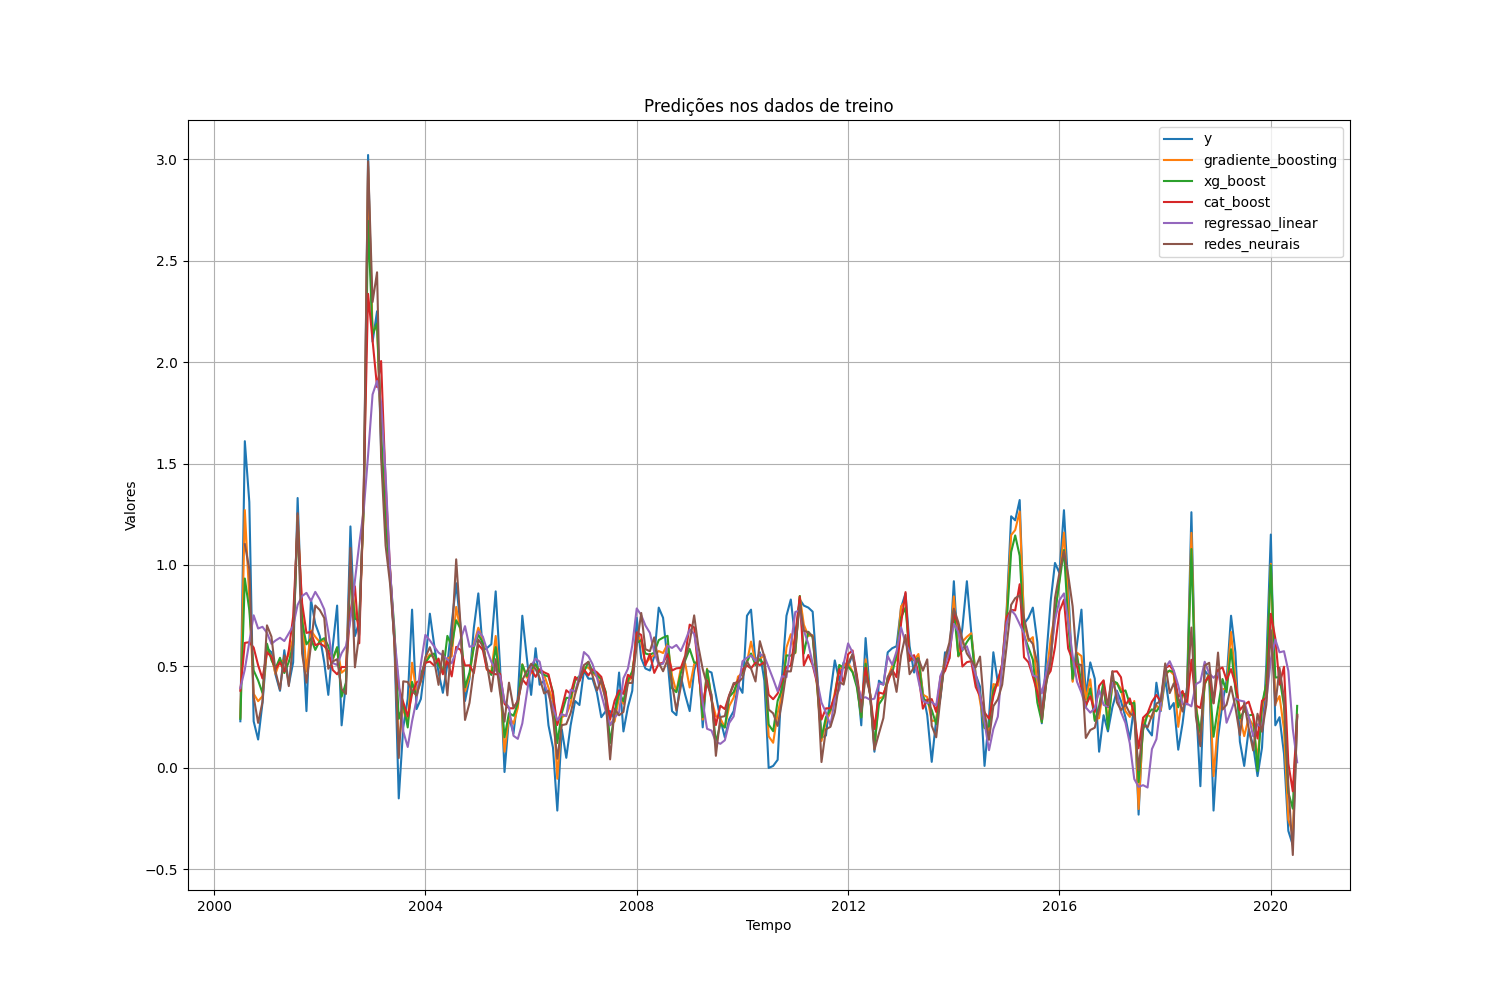 Predições nos dados de treino
y
gradiente_boosting
xg_boost
cat_boost
regressao_linear
redes_neurais
Valores
3.0
2.5
2.0
1.5
1.0
0.5
0.0
−0.5
2000
2004
2008
2012
2016
2020
Tempo